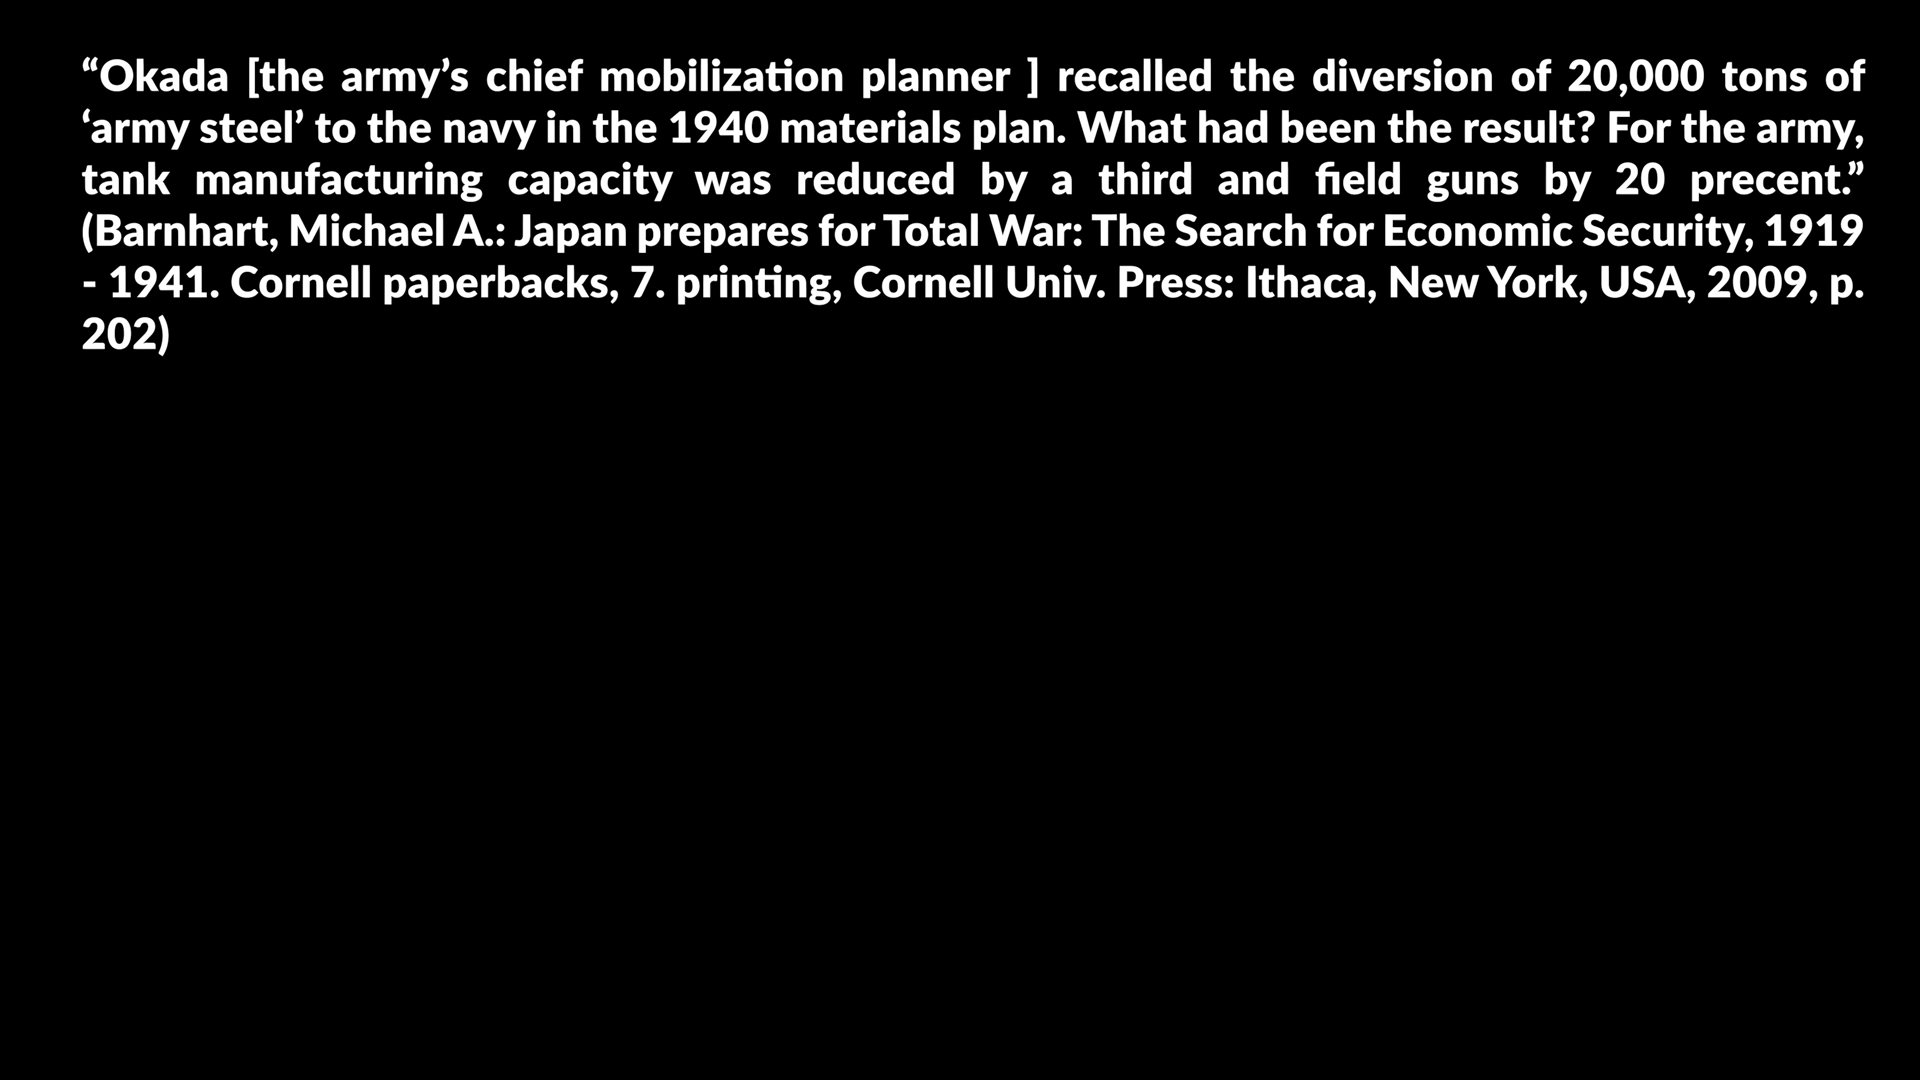 “Okada [the army’s chief mobilization planner ] recalled the diversion of 20,000 tons of
‘army steel’ to the navy in the 1940 materials plan. What had been the result? For the army,
tank manufacturing capacity was reduced by a third and field guns by 20 precent.”
(Barnhart, Michael A.: Japan prepares for Total War: The Search for Economic Security, 1919
- 1941. Cornell paperbacks, 7. printing, Cornell Univ. Press: Ithaca, New York, USA, 2009, p.
202)